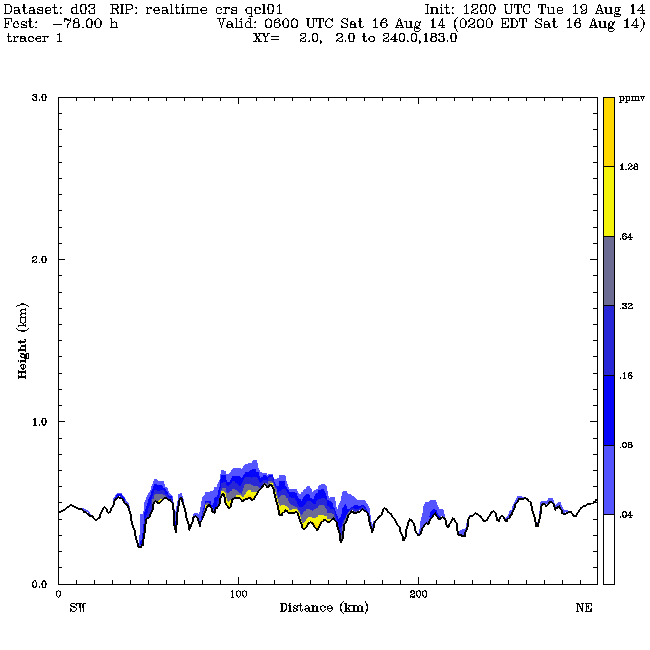 Dataset: d03 RIP: realtime crs qcl01 Init: 1200 UTC Tue 19 Aug 14
Fcst: -78.00 h Valid: 0600 UTC Sat 16 Aug 14 (0200 EDT Sat 16 Aug 14)
tracer 1 XY= 2.0, 2.0 to 240.0,183.0
ppmv
3.0
1.28
.64
2.0
.32
Height (km)
.16
1.0
.08
.04
0.0
0 100 200
SW Distance (km) NE